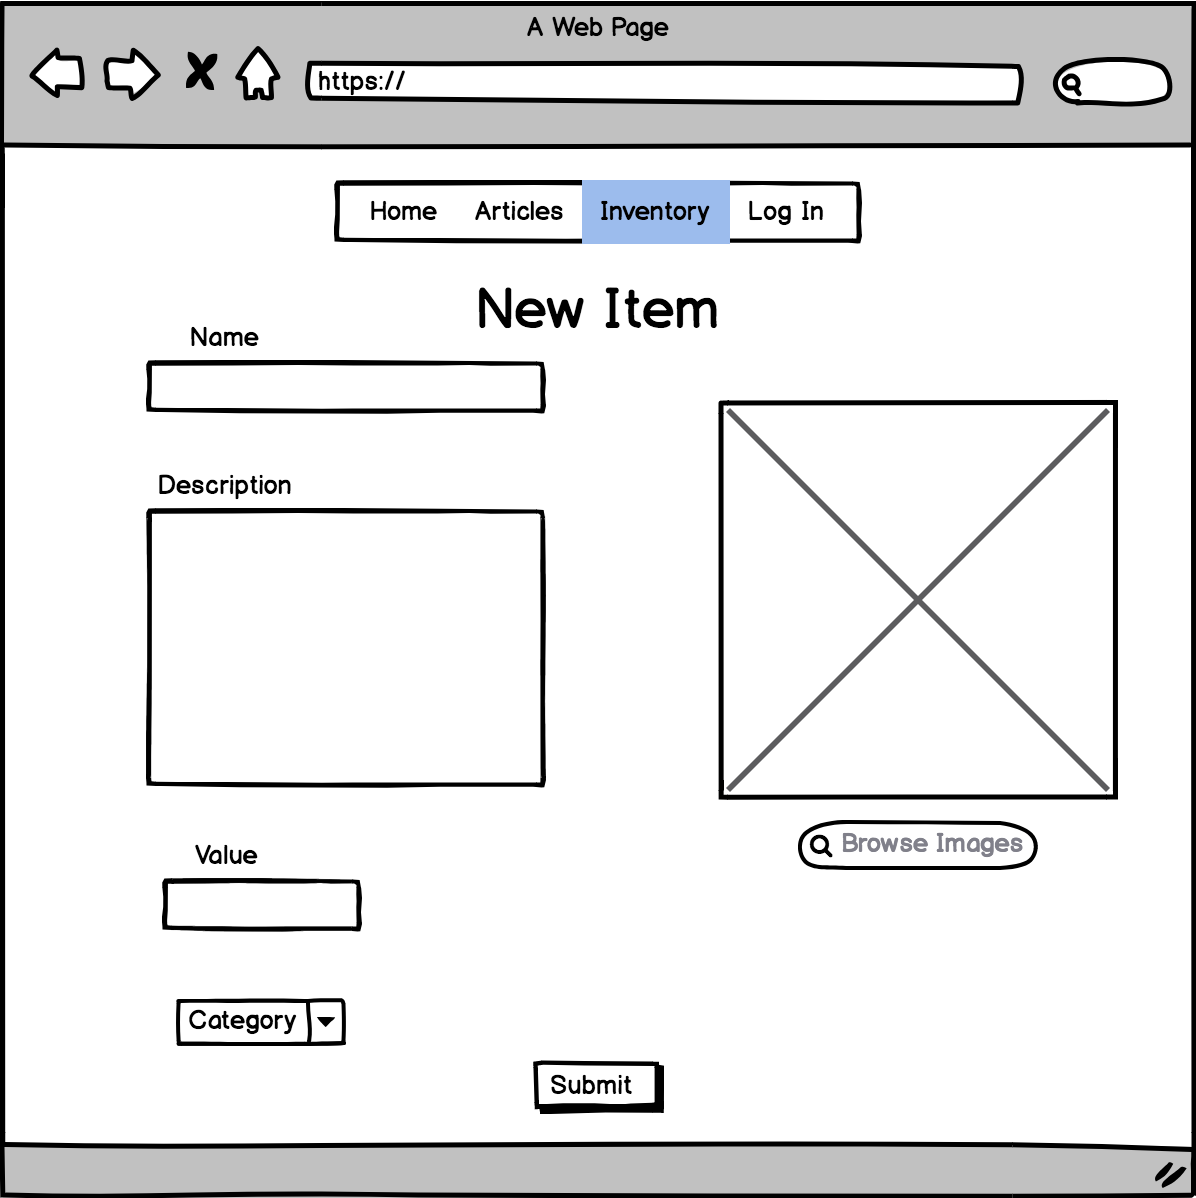 A Web Page
https://
Home Articles Inventory Log In
New Item
Name
Description
Value
Browse Images
Category
Submit